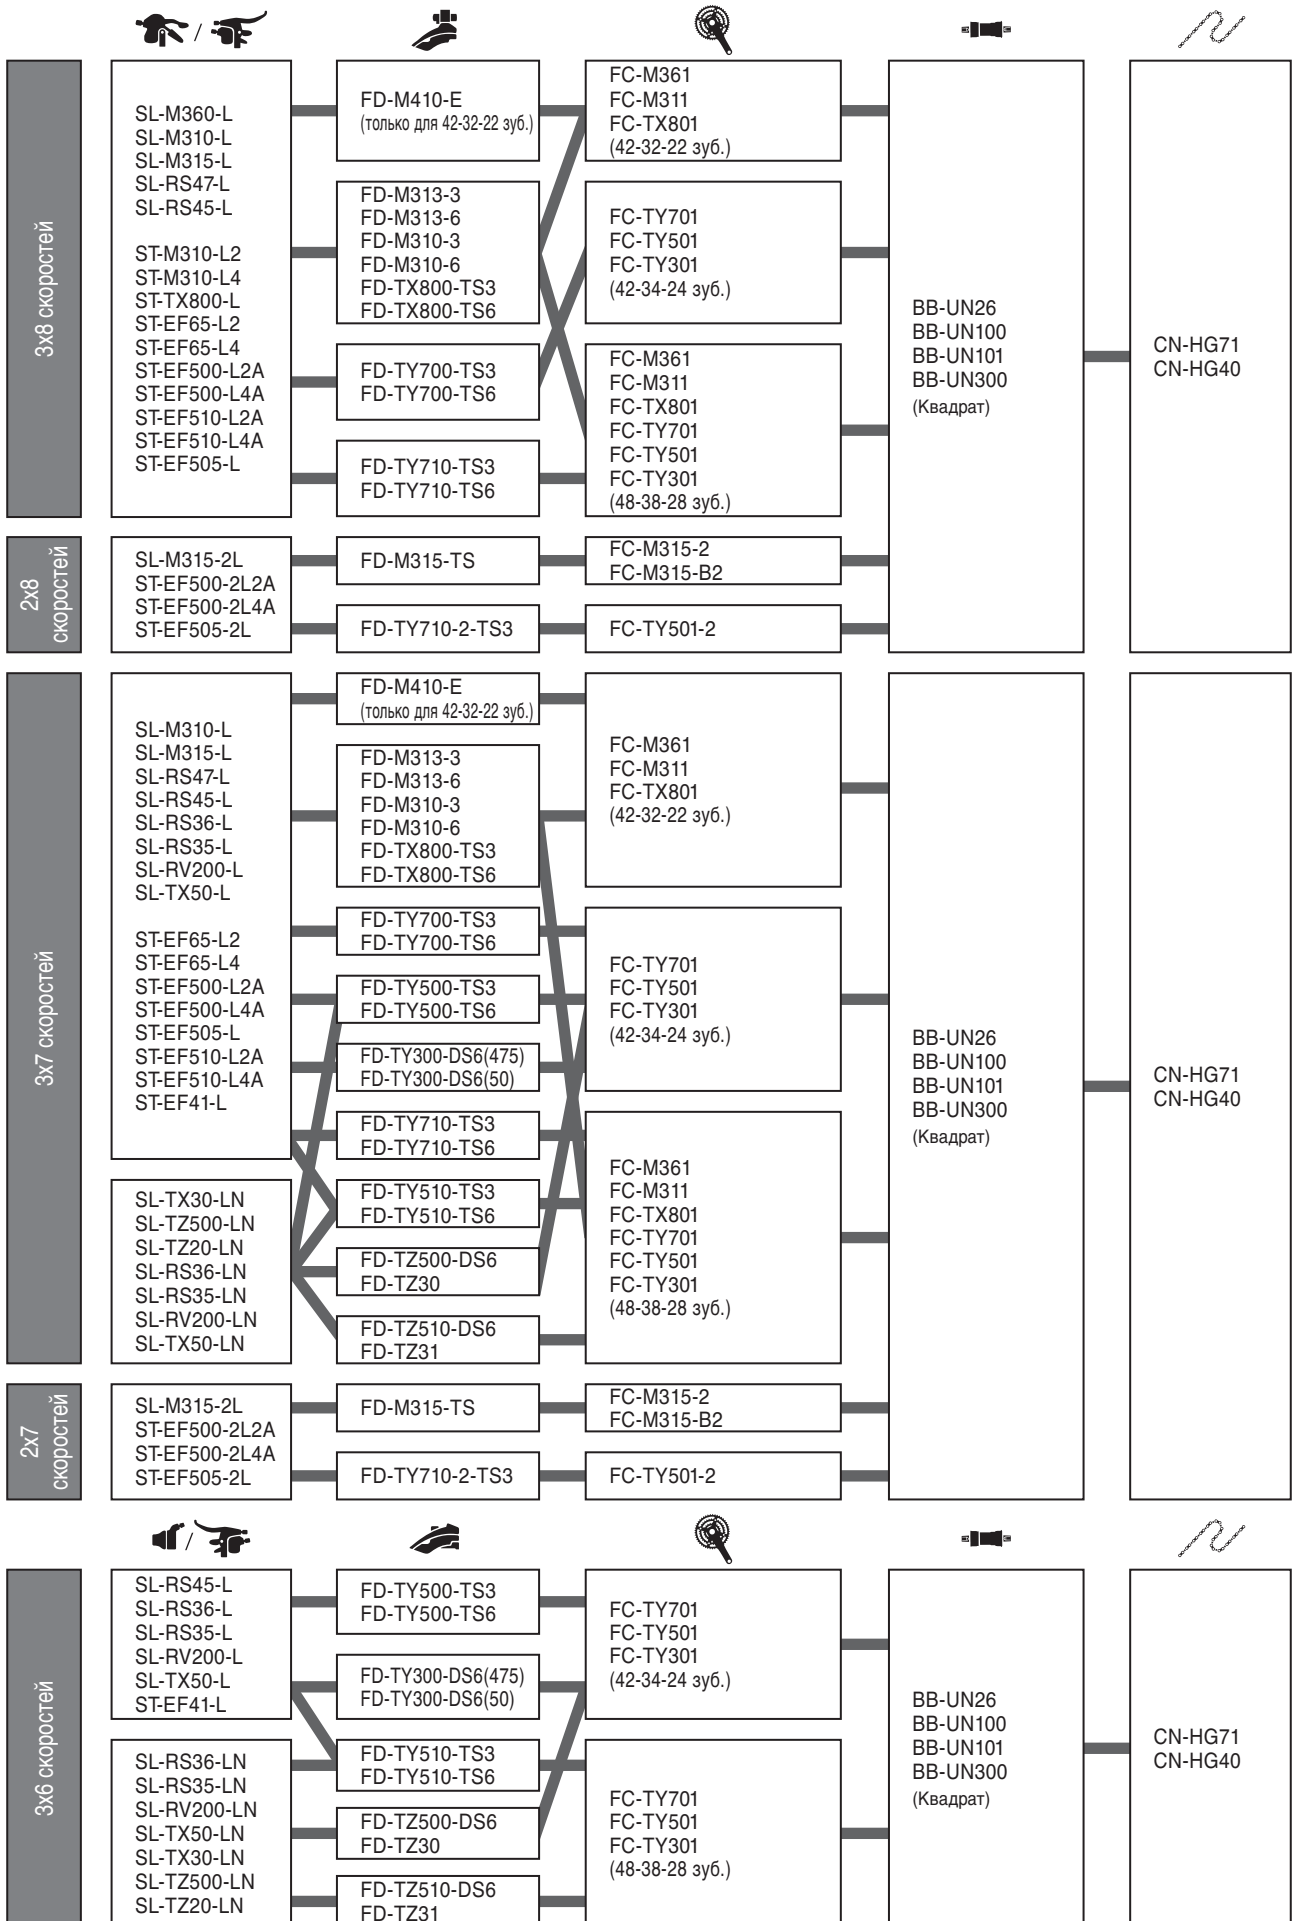 /
3x8 скоростей
SL-M360-L
SL-M310-L
SL-M315-L
SL-RS47-L
SL-RS45-L
ST-M310-L2
ST-M310-L4
ST-TX800-L
ST-EF65-L2
ST-EF65-L4
ST-EF500-L2A
ST-EF500-L4A
ST-EF510-L2A
ST-EF510-L4A
ST-EF505-L
FD-M410-E
(только для 42-32-22 зуб.)
FD-M313-3
FD-M313-6
FD-M310-3
FD-M310-6
FD-TX800-TS3
FD-TX800-TS6
FD-TY700-TS3
FD-TY700-TS6
FD-TY710-TS3
FD-TY710-TS6
FC-M361
FC-M311
FC-TX801
(42-32-22 зуб.)
FC-TY701
FC-TY501
FC-TY301
(42-34-24 зуб.)
FC-M361
FC-M311
FC-TX801
FC-TY701
FC-TY501
FC-TY301
(48-38-28 зуб.)
BB-UN26
BB-UN100
BB-UN101
BB-UN300
(Квадрат)
CN-HG71
CN-HG40
2x8
скоростей
SL-M315-2L
ST-EF500-2L2A
ST-EF500-2L4A
ST-EF505-2L
FD-M315-TS
FD-TY710-2-TS3
FC-M315-2
FC-M315-B2
FC-TY501-2
3x7 скоростей
SL-M310-L
SL-M315-L
SL-RS47-L
SL-RS45-L
SL-RS36-L
SL-RS35-L
SL-RV200-L
SL-TX50-L
ST-EF65-L2
ST-EF65-L4
ST-EF500-L2A
ST-EF500-L4A
ST-EF505-L
ST-EF510-L2A
ST-EF510-L4A
ST-EF41-L
SL-TX30-LN
SL-TZ500-LN
SL-TZ20-LN
SL-RS36-LN
SL-RS35-LN
SL-RV200-LN
SL-TX50-LN
FD-M410-E
(только для 42-32-22 зуб.)
FD-M313-3
FD-M313-6
FD-M310-3
FD-M310-6
FD-TX800-TS3
FD-TX800-TS6
FD-TY700-TS3
FD-TY700-TS6
FD-TY500-TS3
FD-TY500-TS6
FD-TY300-DS6(475)
FD-TY300-DS6(50)
FD-TY710-TS3
FD-TY710-TS6
FD-TY510-TS3
FD-TY510-TS6
FD-TZ500-DS6
FD-TZ30
FD-TZ510-DS6
FD-TZ31
FC-M361
FC-M311
FC-TX801
(42-32-22 зуб.)
FC-TY701
FC-TY501
FC-TY301
(42-34-24 зуб.)
FC-M361
FC-M311
FC-TX801
FC-TY701
FC-TY501
FC-TY301
(48-38-28 зуб.)
BB-UN26
BB-UN100
BB-UN101
BB-UN300
(Квадрат)
CN-HG71
CN-HG40
2x7
скоростей
SL-M315-2L
ST-EF500-2L2A
ST-EF500-2L4A
ST-EF505-2L
FD-M315-TS
FD-TY710-2-TS3
FC-M315-2
FC-M315-B2
FC-TY501-2
/
3x6 скоростей
SL-RS45-L
SL-RS36-L
SL-RS35-L
SL-RV200-L
SL-TX50-L
ST-EF41-L
SL-RS36-LN
SL-RS35-LN
SL-RV200-LN
SL-TX50-LN
SL-TX30-LN
SL-TZ500-LN
SL-TZ20-LN
FD-TY500-TS3
FD-TY500-TS6
FD-TY300-DS6(475)
FD-TY300-DS6(50)
FD-TY510-TS3
FD-TY510-TS6
FD-TZ500-DS6
FD-TZ30
FD-TZ510-DS6
FD-TZ31
FC-TY701
FC-TY501
FC-TY301
(42-34-24 зуб.)
FC-TY701
FC-TY501
FC-TY301
(48-38-28 зуб.)
BB-UN26
BB-UN100
BB-UN101
BB-UN300
(Квадрат)
CN-HG71
CN-HG40